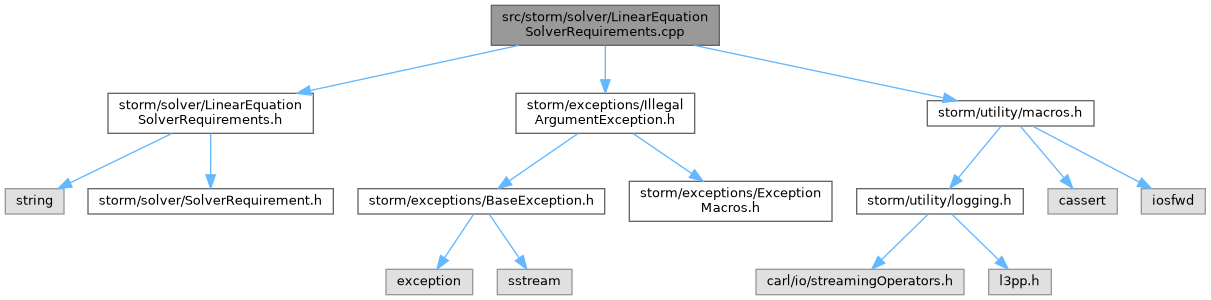 src/storm/solver/LinearEquation
SolverRequirements.cpp
storm/solver/LinearEquation
SolverRequirements.h
storm/exceptions/Illegal
ArgumentException.h
storm/utility/macros.h
string
storm/solver/SolverRequirement.h
storm/exceptions/BaseException.h
storm/exceptions/Exception
Macros.h
storm/utility/logging.h
cassert
iosfwd
exception
sstream
carl/io/streamingOperators.h
l3pp.h